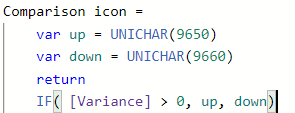 Comparison icon =
var up = UNICHAR(9650)
var down = UNICHAR(9660)
return
IF( [Variance] > 0, up, down)